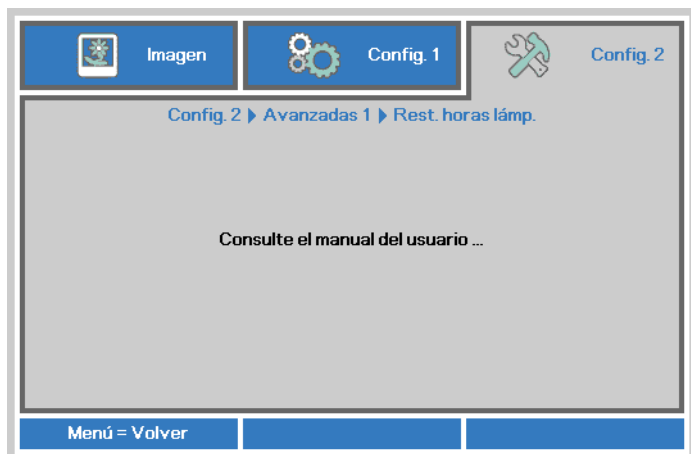 Imagen
Config. 1
Config. 2
Config. 2 ▶ Avanzadas 1 ▶ Rest. horas lámp.
Consulte el manual del usuario ...
Menú = Volver